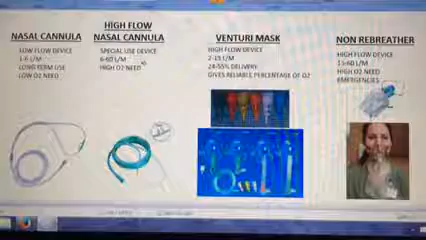 NASAL CANNULA
LOW FLOW DEVICE
1-6 L/M
LONG TERM USE
LOW O2 NEED
HIGH FLOW
NASAL CANNULA
SPECIAL USE DEVICE
6-60 L/M
HIGH O2 NEED
VENTURI MASK
HIGH FLOW DEVICE
2-15 L/M
24-55% DELIVERY
GIVES RELIABLE PERCENTAGE OF O2
NON REBREATHER
HIGH FLOW DEVICE
HIGH O2 NEED
EMERGENCIES